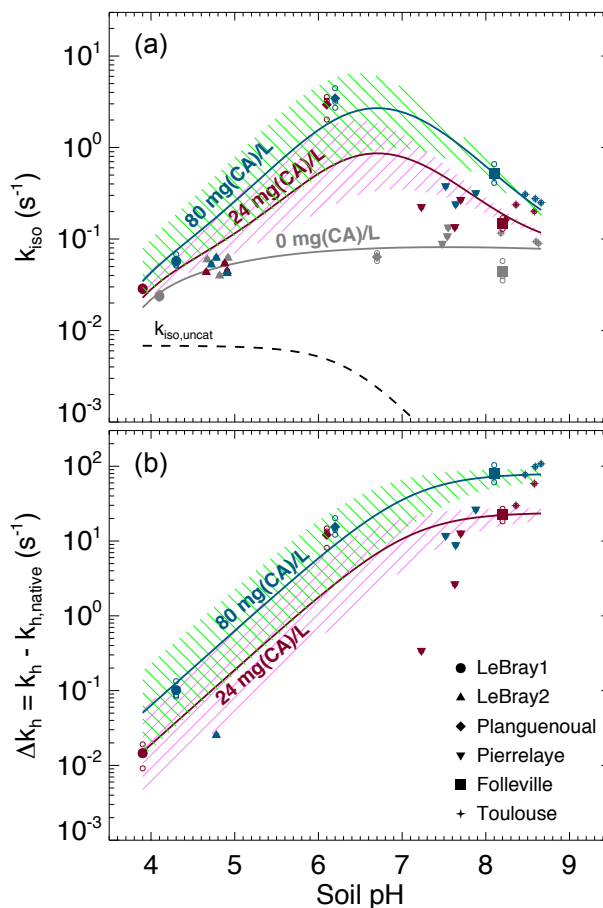 (a)
k_iso (s⁻¹)
10¹
10⁰
10⁻¹
10⁻²
10⁻³
80 mg(CA)/L
24 mg(CA)/L
0 mg(CA)/L
k_iso,uncat
(b)
Δk_h = k_h - k_h,native (s⁻¹)
10²
10¹
10⁰
10⁻¹
10⁻²
10⁻³
80 mg(CA)/L
24 mg(CA)/L
LeBray1
LeBray2
Planguenoual
Pierrelaye
Folleville
Toulouse
4 5 6 7 8 9
Soil pH